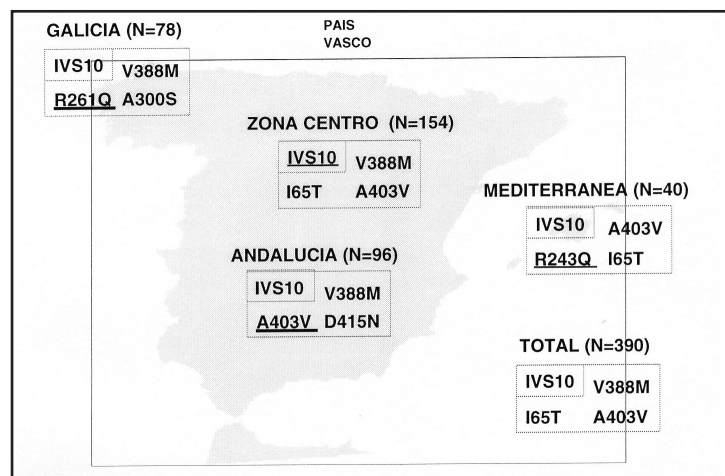 GALICIA (N=78)
IVS10 V388M
R261Q A300S
PAIS
VASCO
ZONA CENTRO (N=154)
IVS10 V388M
I65T A403V
MEDITERRANEA (N=40)
IVS10 A403V
R243Q I65T
ANDALUCIA (N=96)
IVS10 V388M
A403V D415N
TOTAL (N=390)
IVS10 V388M
I65T A403V